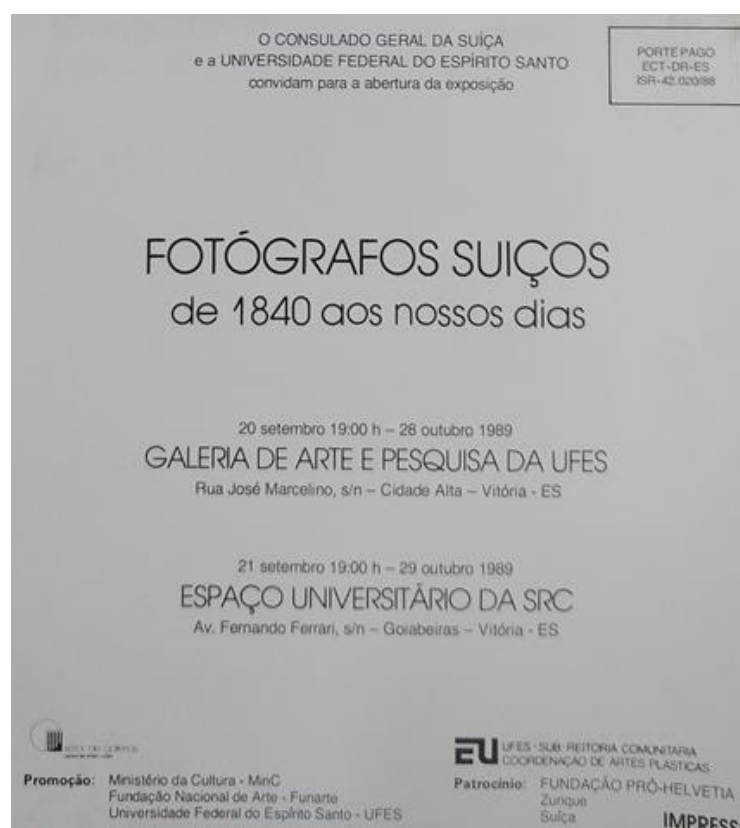 O CONSULADO GERAL DA SUÍÇA
e a UNIVERSIDADE FEDERAL DO ESPÍRITO SANTO
convidam para a abertura da exposição
PORTE PAGO
ECT-DR-ES
ISR-42.020/88
FOTÓGRAFOS SUIÇOS
de 1840 aos nossos dias
20 setembro 19:00 h – 28 outubro 1989
GALERIA DE ARTE E PESQUISA DA UFES
Rua José Marcelino, s/n – Cidade Alta – Vitória - ES
21 setembro 19:00 h – 29 outubro 1989
ESPAÇO UNIVERSITÁRIO DA SRC
Av. Fernando Ferrari, s/n – Goiabeiras – Vitória - ES
EU UFES - SUB-REITORIA COMUNITARIA
COORDENAÇÃO DE ARTES PLÁSTICAS
Promoção: Ministério da Cultura - MinC
Fundação Nacional de Arte - Funarte
Universidade Federal do Espírito Santo - UFES
Patrocínio: FUNDAÇÃO PRÓ-HELVETIA
Zurique
Suíça
IMPRESS